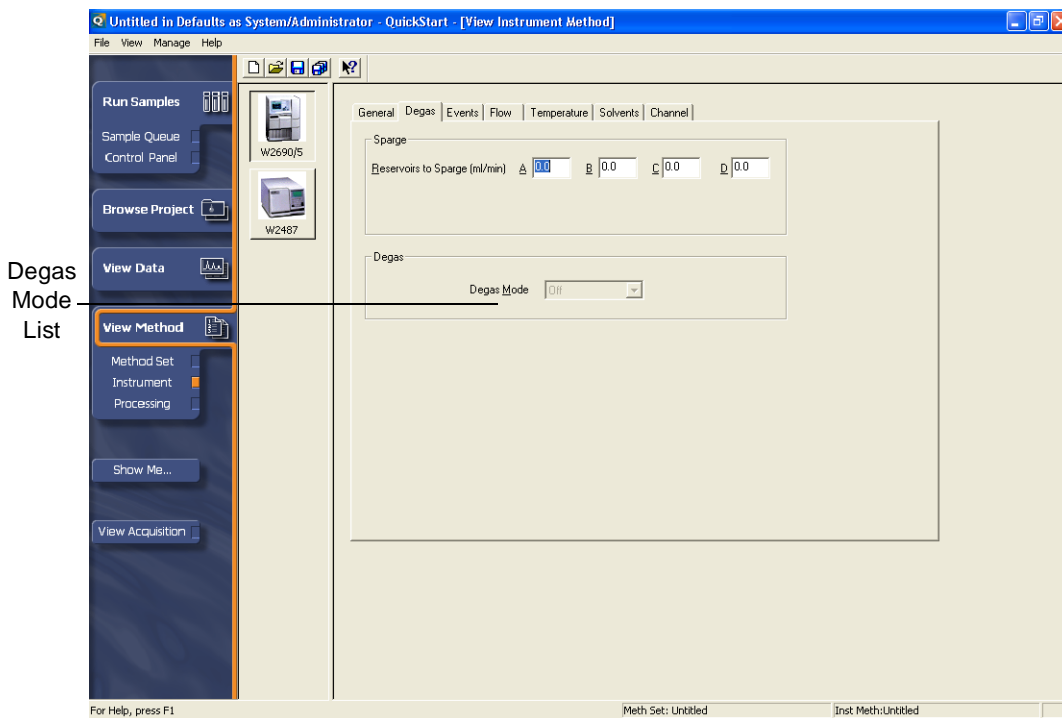 Untitled in Defaults as System/Administrator - QuickStart - [View Instrument Method]
File View Manage Help
Run Samples
Sample Queue
Control Panel
Browse Project
View Data
View Method
Method Set
Instrument
Processing
Show Me...
View Acquisition
Degas
Mode
List
W2690/5
W2487
General Degas Events Flow Temperature Solvents Channel
Sparge
Reservoirs to Sparge (ml/min) A 0.0 B 0.0 C 0.0 D 0.0
Degas
Degas Mode Off
For Help, press F1 Meth Set: Untitled Inst Meth:Untitled